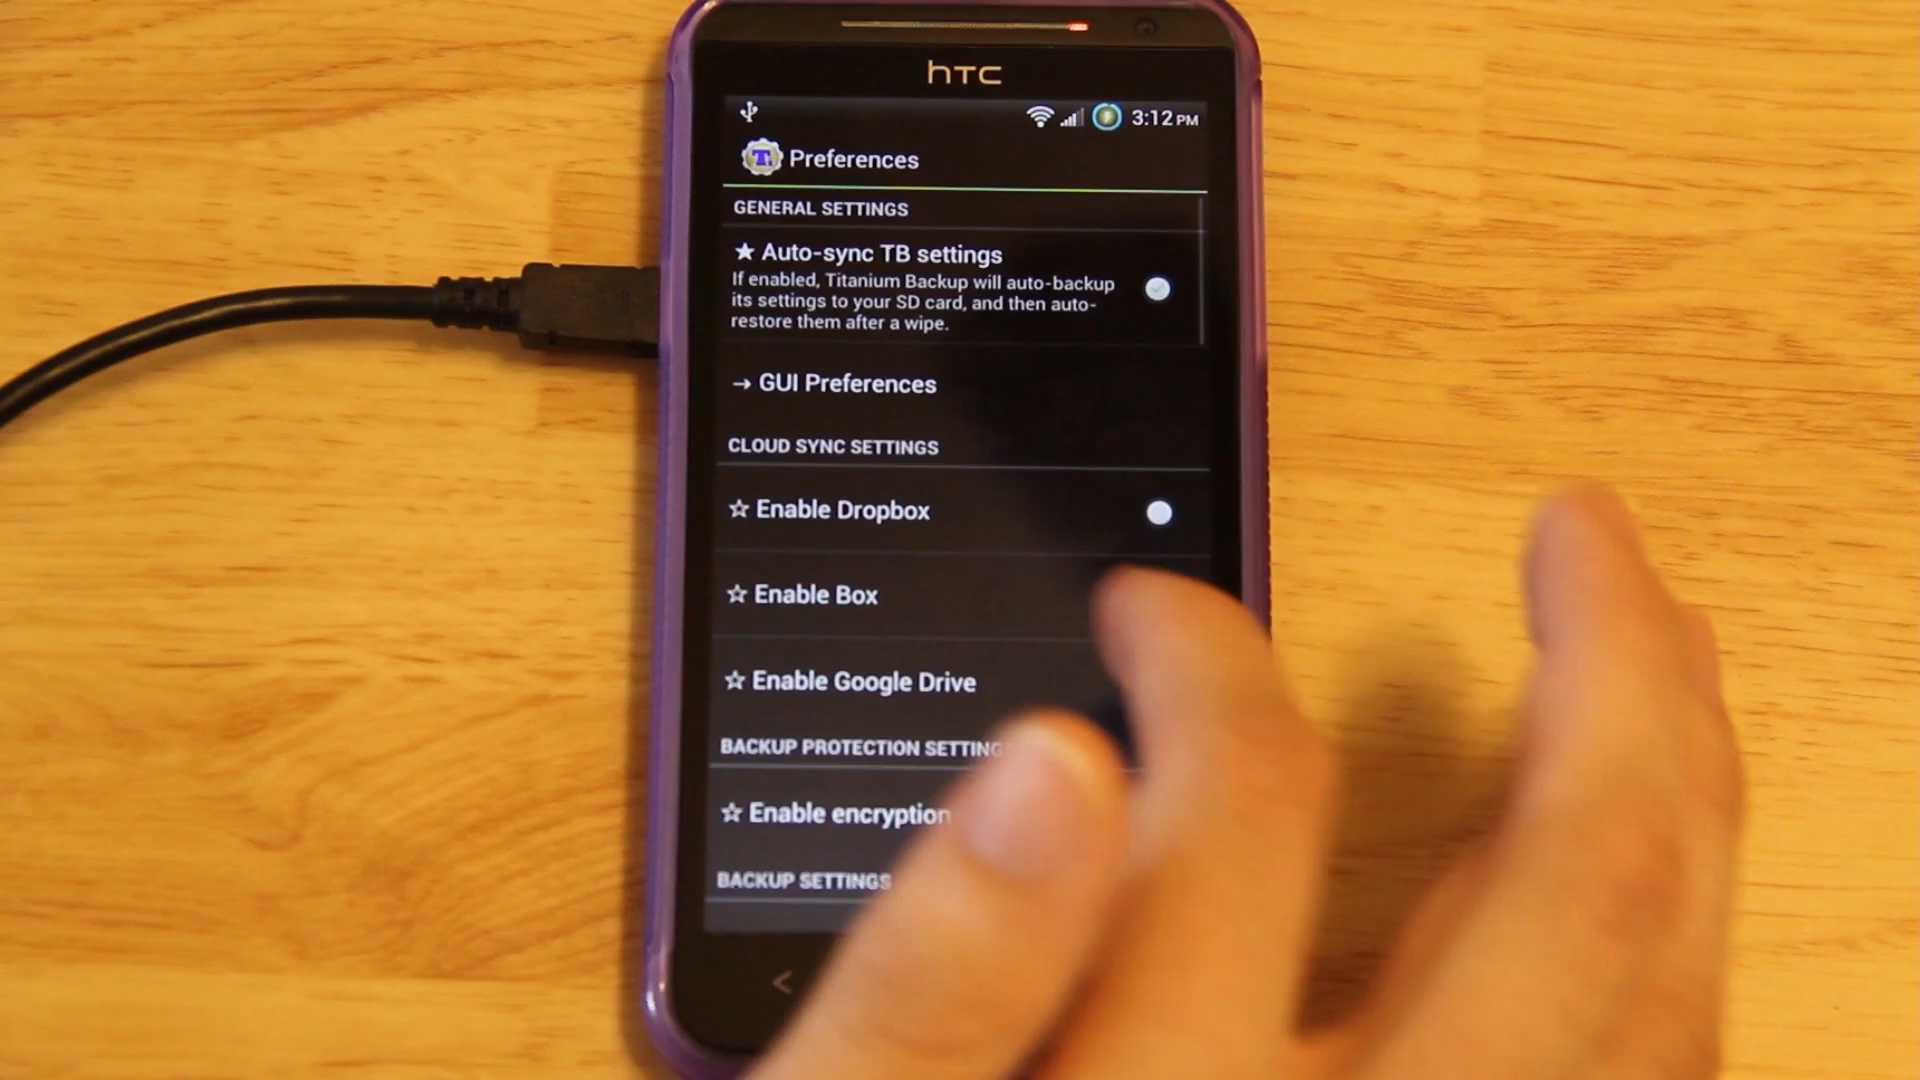 hTC
3:12 PM
Preferences
GENERAL SETTINGS
★ Auto-sync TB settings
If enabled, Titanium Backup will auto-backup
its settings to your SD card, and then auto-
restore them after a wipe.
→ GUI Preferences
CLOUD SYNC SETTINGS
☆ Enable Dropbox
☆ Enable Box
☆ Enable Google Drive
BACKUP PROTECTION SETTING
☆ Enable encryption
BACKUP SETTINGS